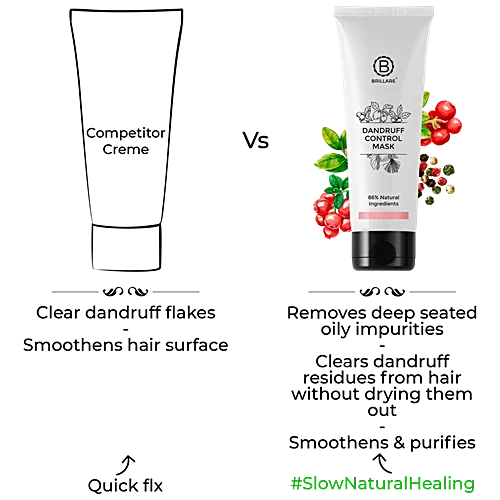 Competitor
Creme
Vs
B
BRILLARE
DANDRUFF
CONTROL
MASK
86% Natural
Ingredients
Clear dandruff flakes
-
Smoothens hair surface
Quick fIx
Removes deep seated
oily impurities
-
Clears dandruff
residues from hair
without drying them
out
-
Smoothens & purifies
#SlowNaturalHealing